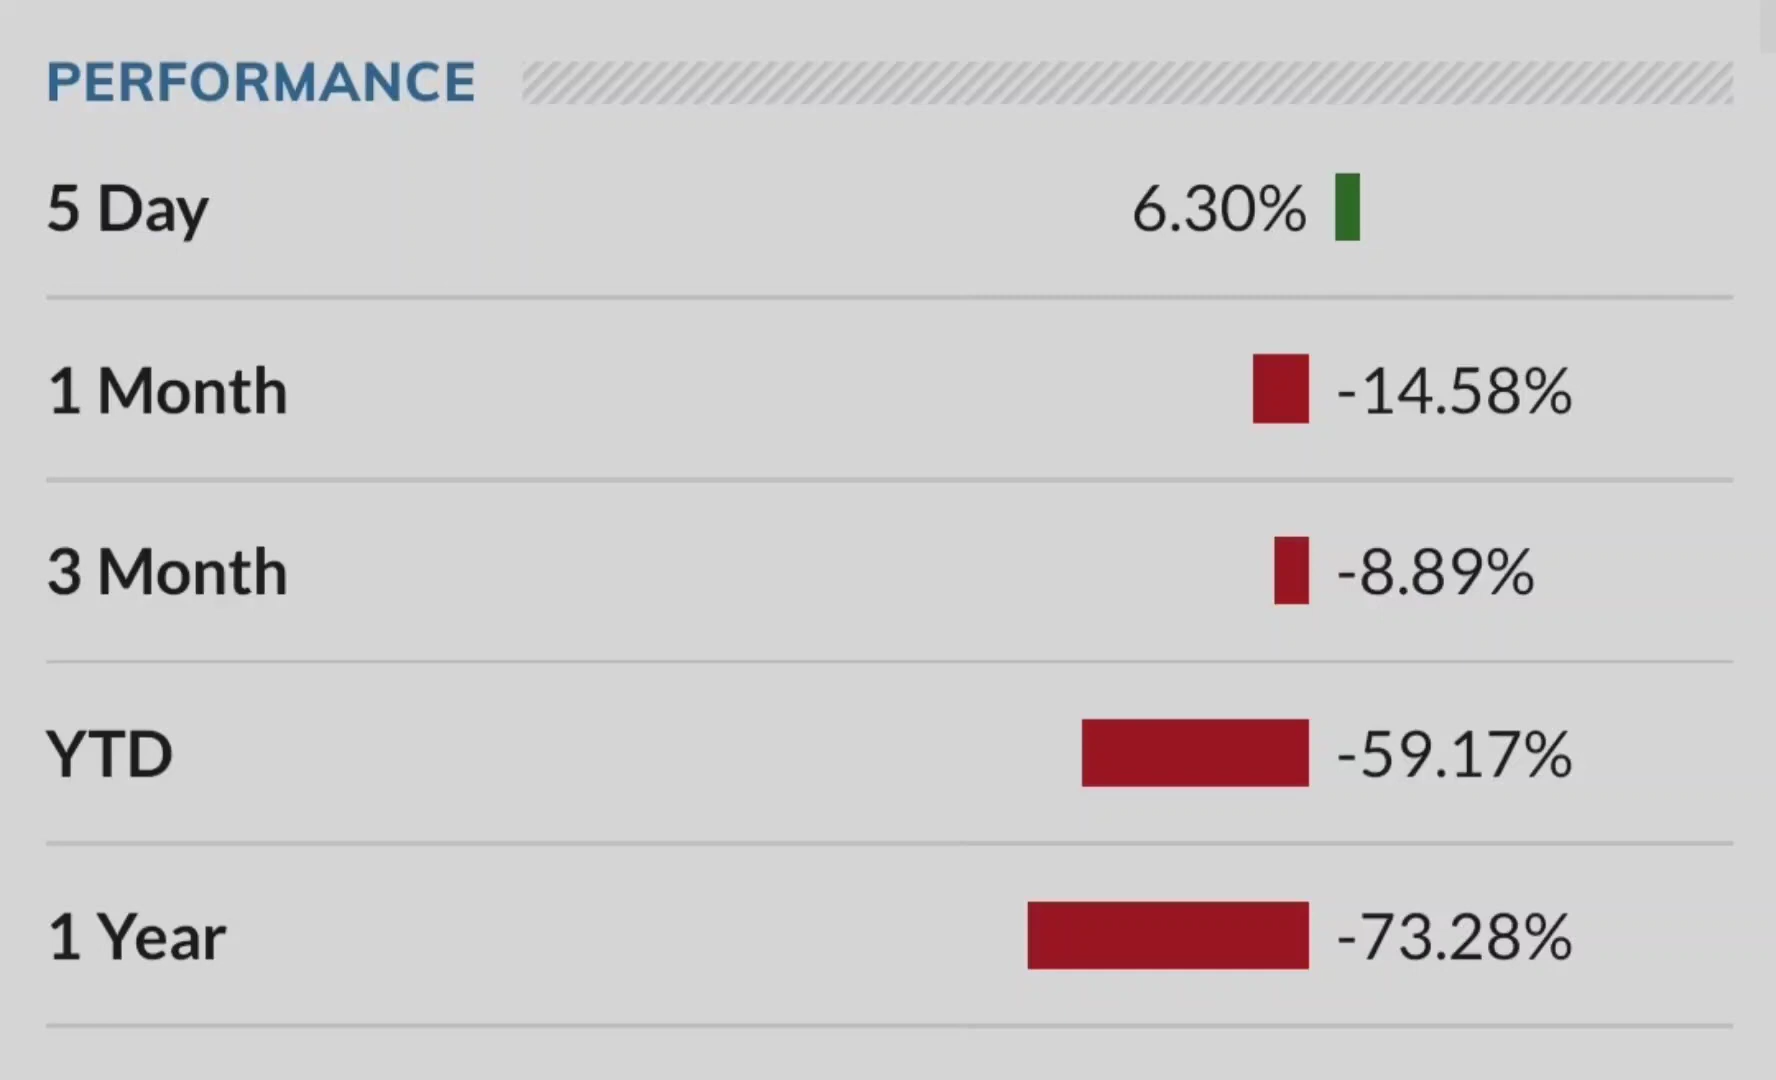 PERFORMANCE
5 Day 6.30%
1 Month -14.58%
3 Month -8.89%
YTD -59.17%
1 Year -73.28%